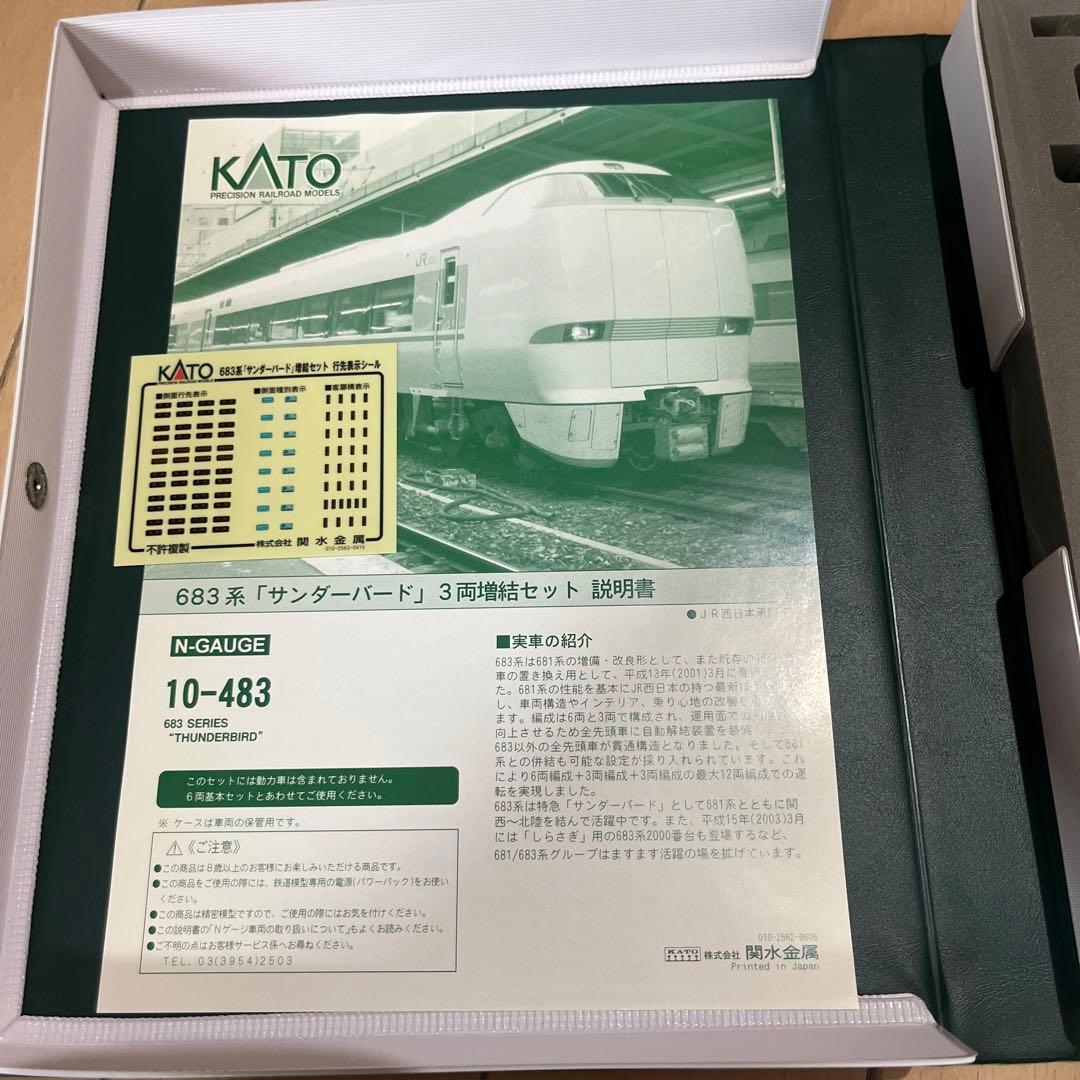 KATO
PRECISION RAILROAD MODELS
JR
KATO
PRECISION RAILROAD MODELS
683系「サンダーバード」増結セット 行先表示シール
■側面行先表示
■側面種別表示
■客扉横表示
不許複製
株式会社 関水金属
010-2562-0410
683系「サンダーバード」3両増結セット 説明書
●JR西日本承認
N-GAUGE
10-483
683 SERIES
"THUNDERBIRD"
このセットには動力車は含まれておりません。
6両基本セットとあわせてご使用ください。
※ ケースは車両の保管用です。
⚠《ご注意》
●この商品は8歳以上のお客様にお楽しみいただける商品です。
●この商品をご使用の際には、鉄道模型専用の電源(パワーパック)をお使い
ください。
●この商品は精密模型ですので、ご使用の際にはお気を付けください。
●この説明書の「Nゲージ車両の取り扱いについて」もよくお読みください。
●ご不明の点はお客様サービス係へお尋ねください。
TEL. 03(3954)2503
■実車の紹介
683系は681系の増備・改良形として、また既存の
車の置き換え用として、平成13年(2001)3月に
た。681系の性能を基本にJR西日本の持つ最新
し、車両構造やインテリア、乗り心地の改善
ます。編成は6両と3両で構成され、運用面で
向上させるため全先頭車に自動解結装置を装備し
683以外の全先頭車が貫通構造となりました。そして681
系との併結も可能な設定が採り入れられています。これ
により6両編成+3両編成+3両編成の最大12両編成での運
転を実現しました。
683系は特急「サンダーバード」として681系とともに関
西〜北陸を結んで活躍中です。また、平成15年(2003)3月
には「しらさぎ」用の683系2000番台も登場するなど、
681/683系グループはますます活躍の場を拡げています。
010-2562-0605
KATO 株式会社 関水金属
Printed in Japan